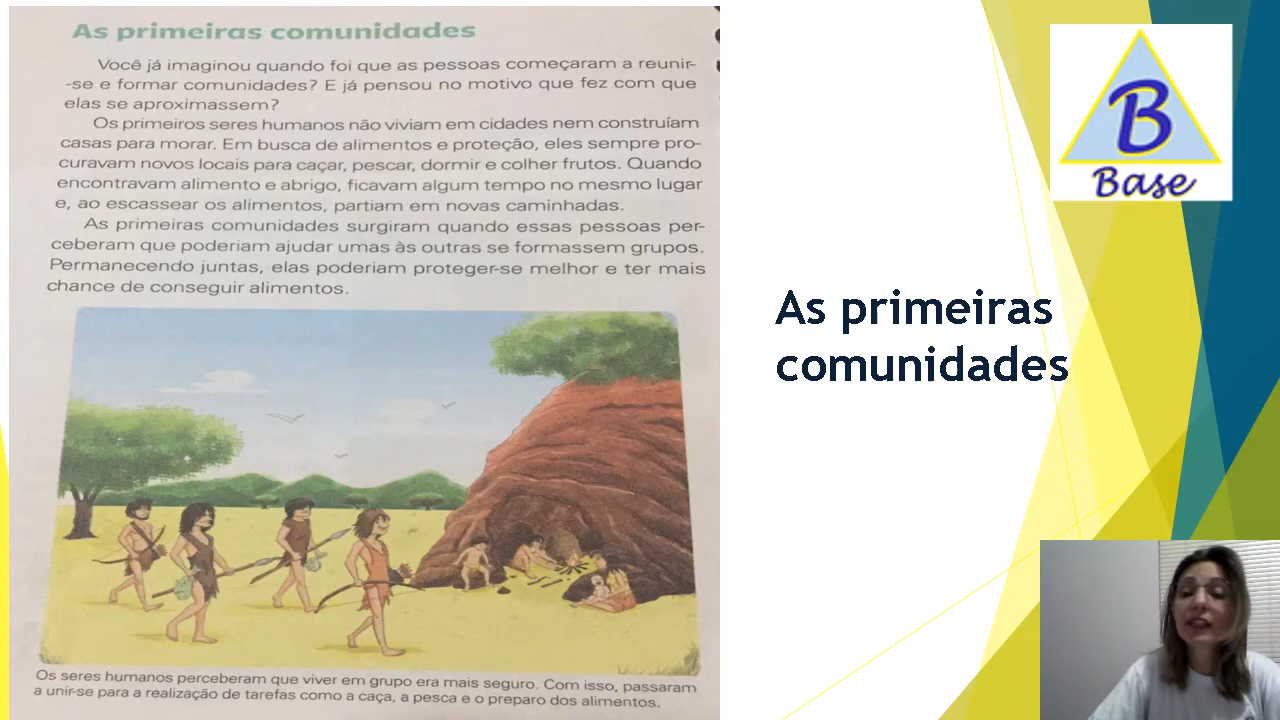 As primeiras comunidades
Você já imaginou quando foi que as pessoas começaram a reunir-
-se e formar comunidades? E já pensou no motivo que fez com que
elas se aproximassem?
Os primeiros seres humanos não viviam em cidades nem construíam
casas para morar. Em busca de alimentos e proteção, eles sempre pro-
curavam novos locais para caçar, pescar, dormir e colher frutos. Quando
encontravam alimento e abrigo, ficavam algum tempo no mesmo lugar
e, ao escassear os alimentos, partiam em novas caminhadas.
As primeiras comunidades surgiram quando essas pessoas per-
ceberam que poderiam ajudar umas às outras se formassem grupos.
Permanecendo juntas, elas poderiam proteger-se melhor e ter mais
chance de conseguir alimentos.
Os seres humanos perceberam que viver em grupo era mais seguro. Com isso, passaram
a unir-se para a realização de tarefas como a caça, a pesca e o preparo dos alimentos.
B
Base
As primeiras
comunidades